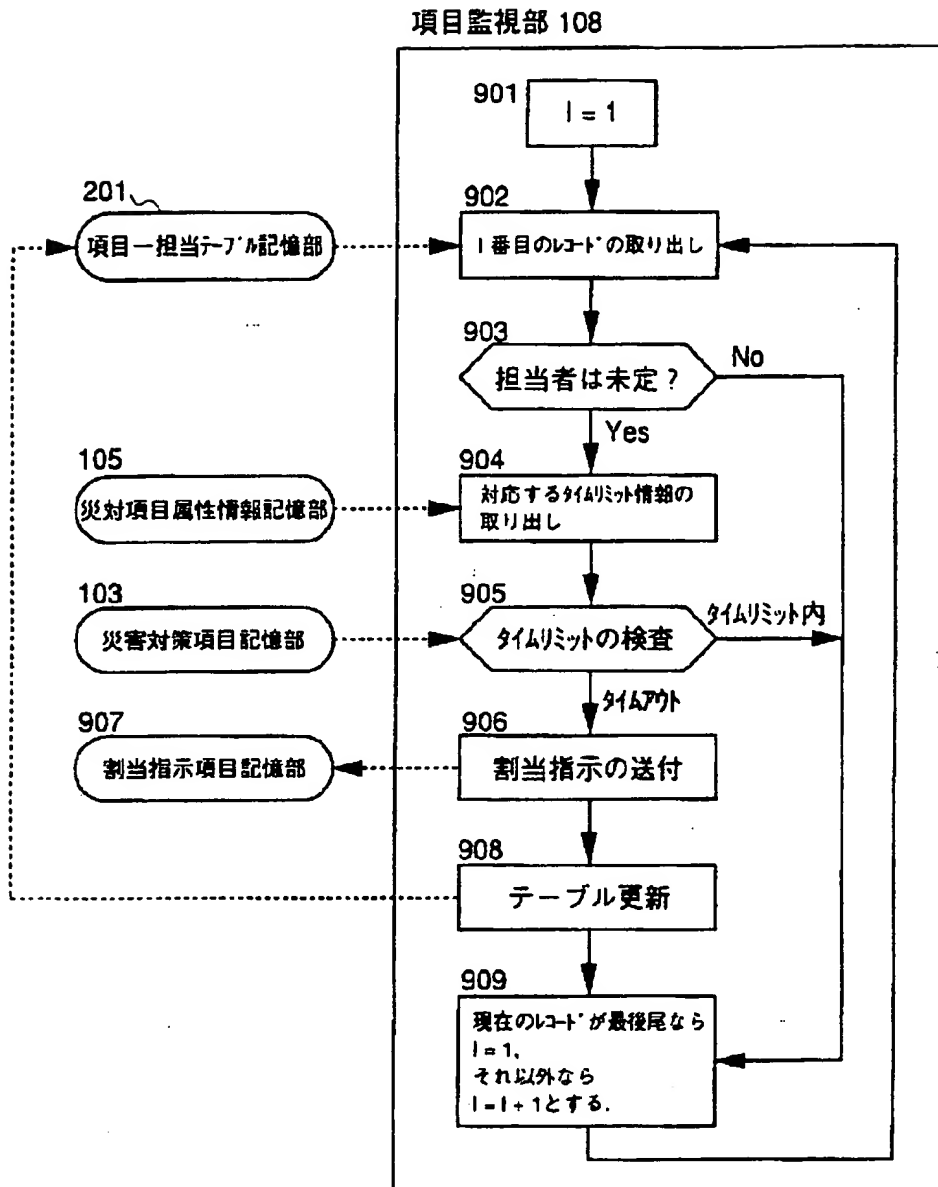 項目監視部 108
901
I = 1
201
902
項目ー担当テーブル記憶部
I番目のレコードの取り出し
903
担当者は未定?
No
Yes
105
904
災対項目属性情報記憶部
対応するタイムリミット情報の
取り出し
103
905
災害対策項目記憶部
タイムリミットの検査
タイムリミット内
タイムアウト
907
906
割当指示項目記憶部
割当指示の送付
908
テーブル更新
909
現在のレコードが最後尾なら
I = 1,
それ以外なら
I = I + 1とする.